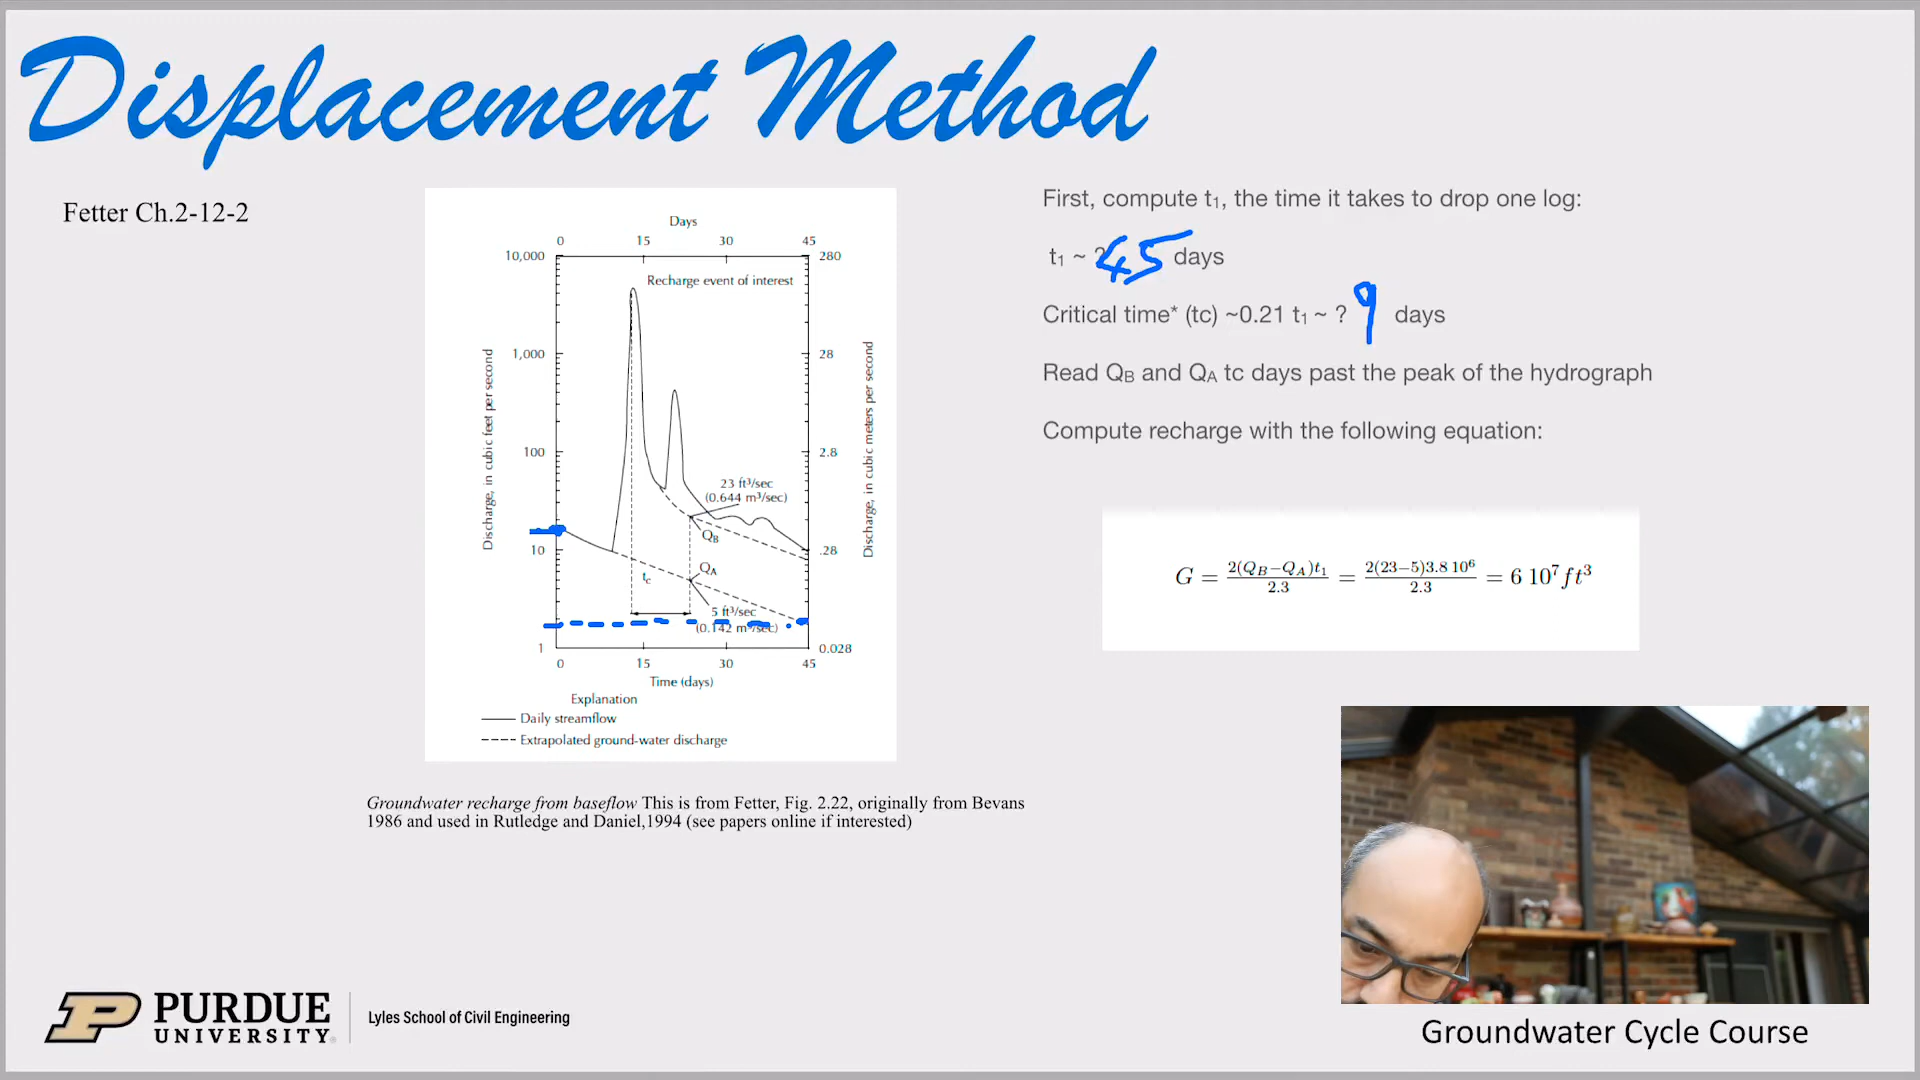 Displacement Method
Fetter Ch.2-12-2
Days
0 15 30 45
10,000 280
Recharge event of interest
1,000 28
100 2.8
10 .28
1 0.028
Discharge, in cubic feet per second
Discharge, in cubic meters per second
23 ft³/sec
(0.644 m³/sec)
QB
QA
tc
5 ft³/sec
(0.142 m³/sec)
0 15 30 45
Time (days)
Explanation
Daily streamflow
Extrapolated ground-water discharge
Groundwater recharge from baseflow This is from Fetter, Fig. 2.22, originally from Bevans
1986 and used in Rutledge and Daniel,1994 (see papers online if interested)
First, compute t₁, the time it takes to drop one log:
t₁ ~ ? 45 days
Critical time* (tc) ~0.21 t₁ ~ ? 9 days
Read QB and QA tc days past the peak of the hydrograph
Compute recharge with the following equation:
G = 2(QB−QA)t₁/2.3 = 2(23−5)3.8 10⁶/2.3 = 6 10⁷ft³
PURDUE
UNIVERSITY
Lyles School of Civil Engineering
Groundwater Cycle Course